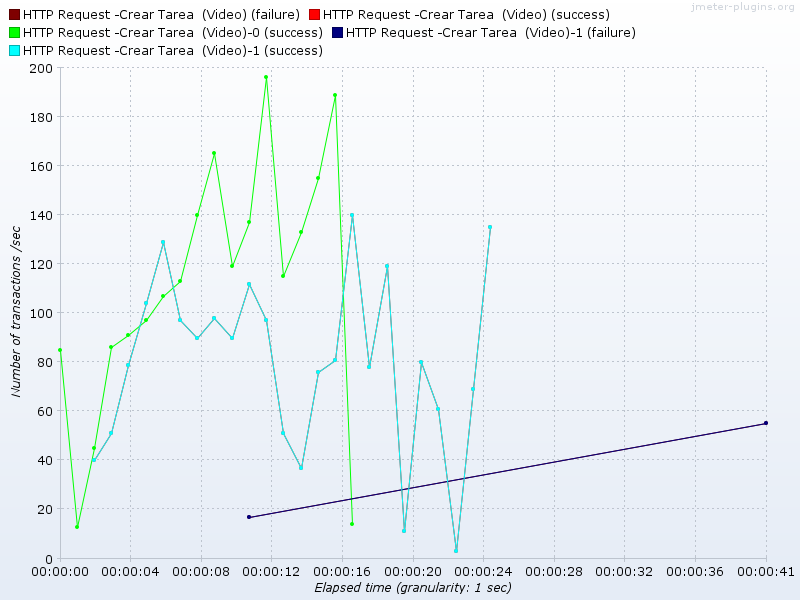 jmeter-plugins.org
HTTP Request -Crear Tarea (Video) (failure) HTTP Request -Crear Tarea (Video) (success)
HTTP Request -Crear Tarea (Video)-0 (success) HTTP Request -Crear Tarea (Video)-1 (failure)
HTTP Request -Crear Tarea (Video)-1 (success)
200
180
160
140
120
100
80
60
40
20
0
Number of transactions /sec
00:00:00 00:00:04 00:00:08 00:00:12 00:00:16 00:00:20 00:00:24 00:00:28 00:00:32 00:00:36 00:00:41
Elapsed time (granularity: 1 sec)